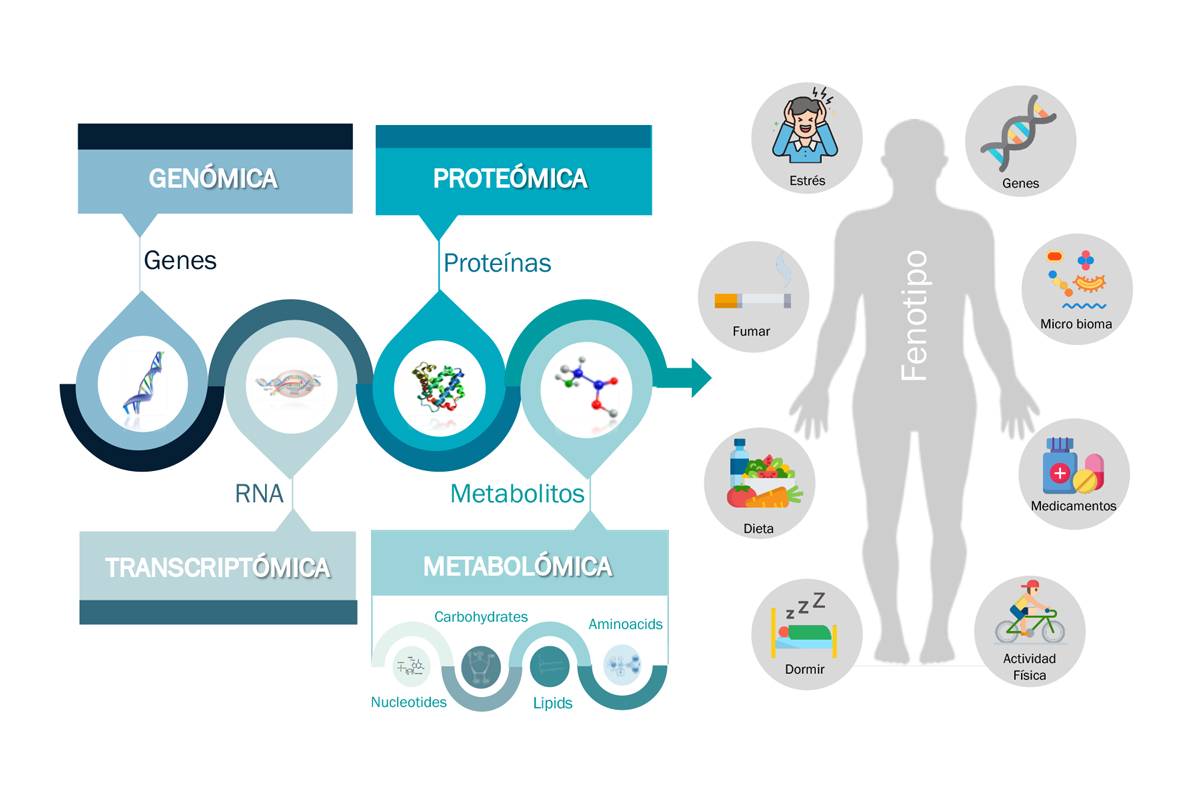 GENÓMICA
Genes
PROTEÓMICA
Proteínas
RNA
TRANSCRIPTÓMICA
Metabolitos
METABOLÓMICA
Carbohydrates
Aminoacids
Nucleotides
Lipids
Fenotipo
Estrés
Genes
Fumar
Micro bioma
Dieta
Medicamentos
z Z Z
Dormir
Actividad
Física